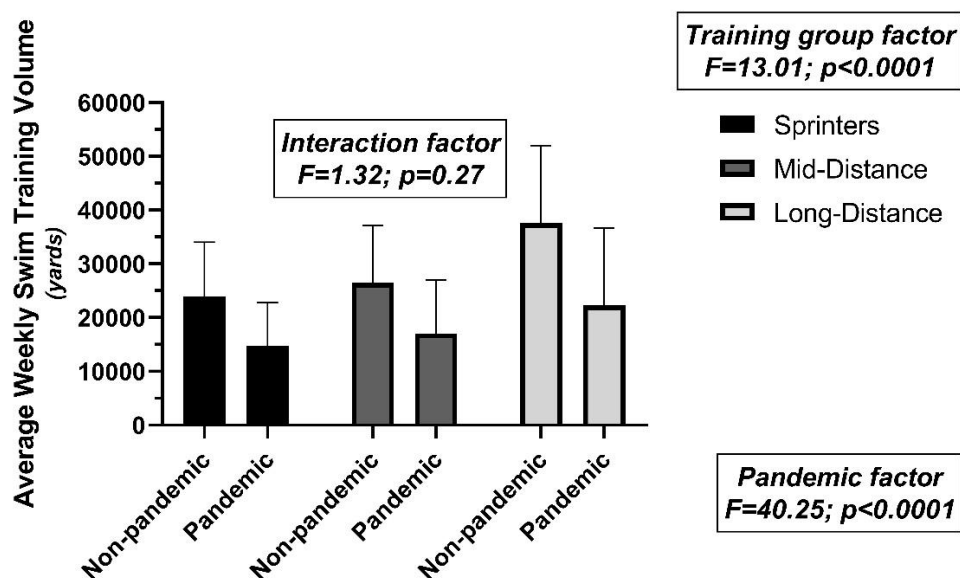 Training group factor
F=13.01; p<0.0001
Average Weekly Swim Training Volume
(yards)
60000
50000
40000
30000
20000
10000
0
Interaction factor
F=1.32; p=0.27
Sprinters
Mid-Distance
Long-Distance
Non-pandemic
Pandemic
Non-pandemic
Pandemic
Non-pandemic
Pandemic
Pandemic factor
F=40.25; p<0.0001